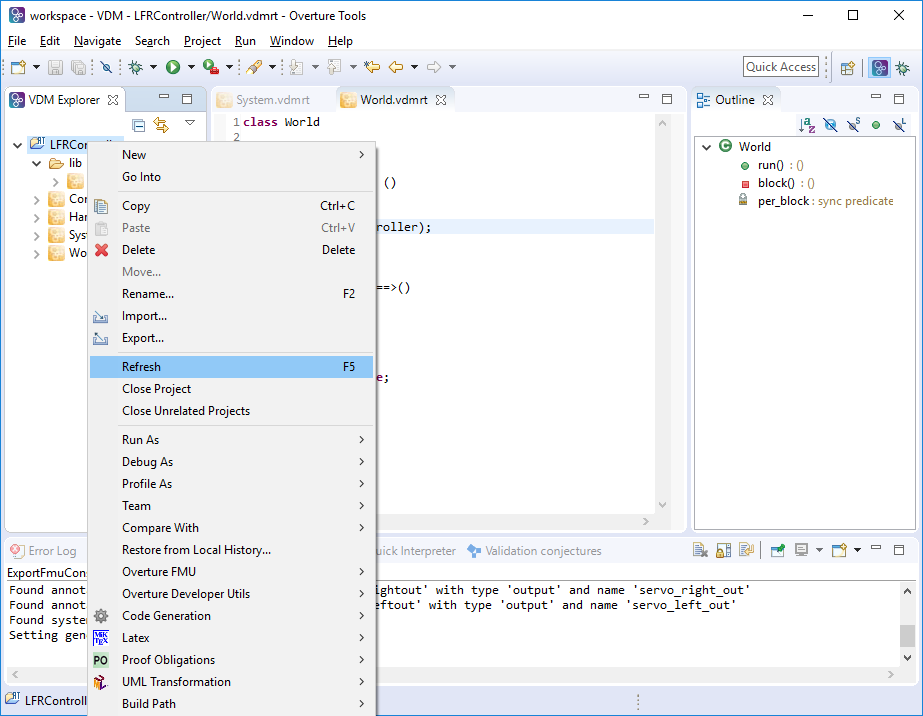 workspace - VDM - LFRController/World.vdmrt - Overture Tools
File Edit Navigate Search Project Run Window Help
Quick Access
VDM Explorer
System.vdmrt
World.vdmrt
Outline
LFRCo
lib
Co
Har
Sys
Wo
1 class World
2
()
roller);
==>()
e;
World
run() : ()
block() : ()
per_block : sync predicate
New
Go Into
Copy Ctrl+C
Paste Ctrl+V
Delete Delete
Move...
Rename... F2
Import...
Export...
Refresh F5
Close Project
Close Unrelated Projects
Run As
Debug As
Profile As
Team
Compare With
Restore from Local History...
Overture FMU
Overture Developer Utils
Code Generation
Latex
Proof Obligations
UML Transformation
Build Path
Error Log
uick Interpreter
Validation conjectures
ExportFmuCons
Found annot
ightout' with type 'output' and name 'servo_right_out'
Found annot
eftout' with type 'output' and name 'servo_left_out'
Found system
Setting gen
LFRControll